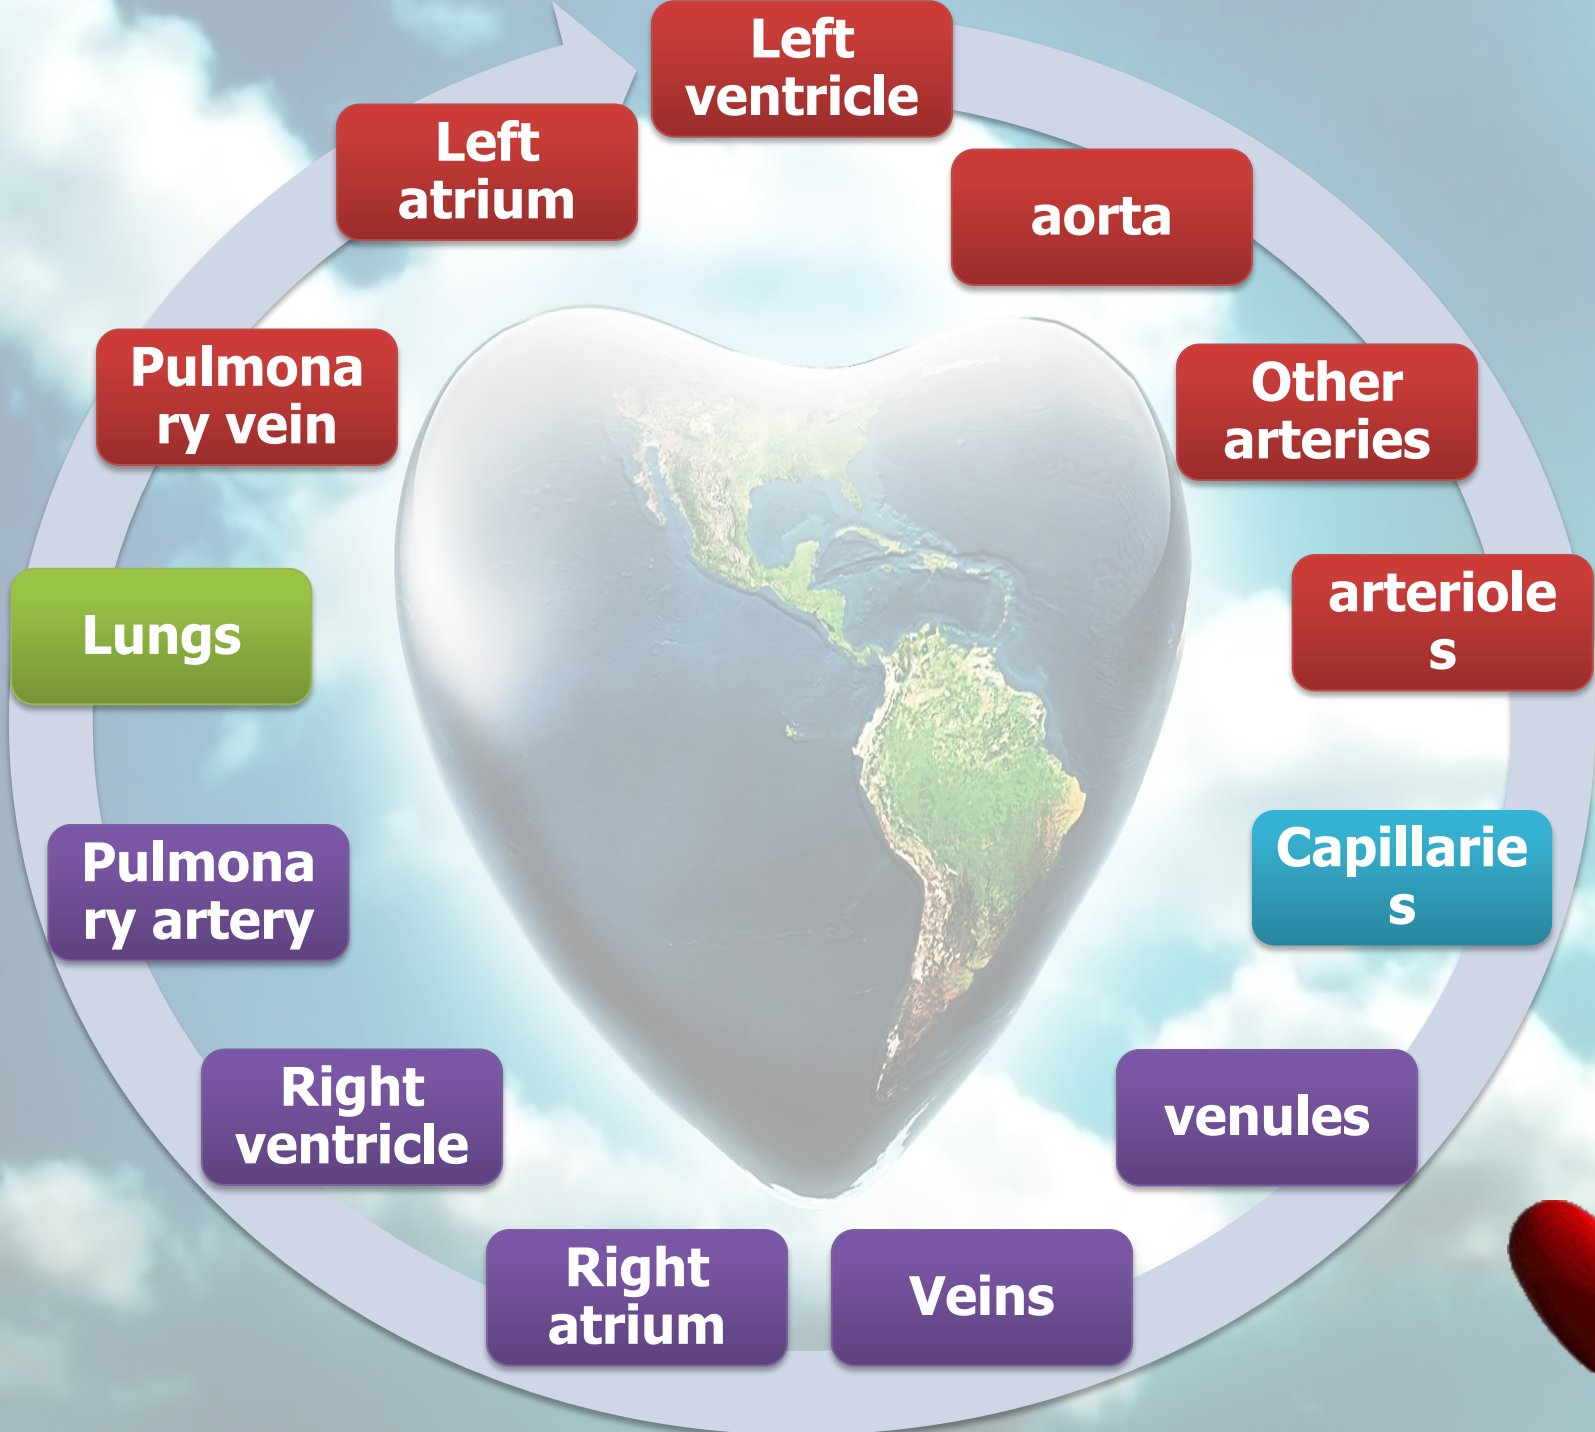 Left
ventricle
aorta
Other
arteries
arteriole
s
Capillarie
s
venules
Veins
Right
atrium
Right
ventricle
Pulmona
ry artery
Lungs
Pulmona
ry vein
Left
atrium